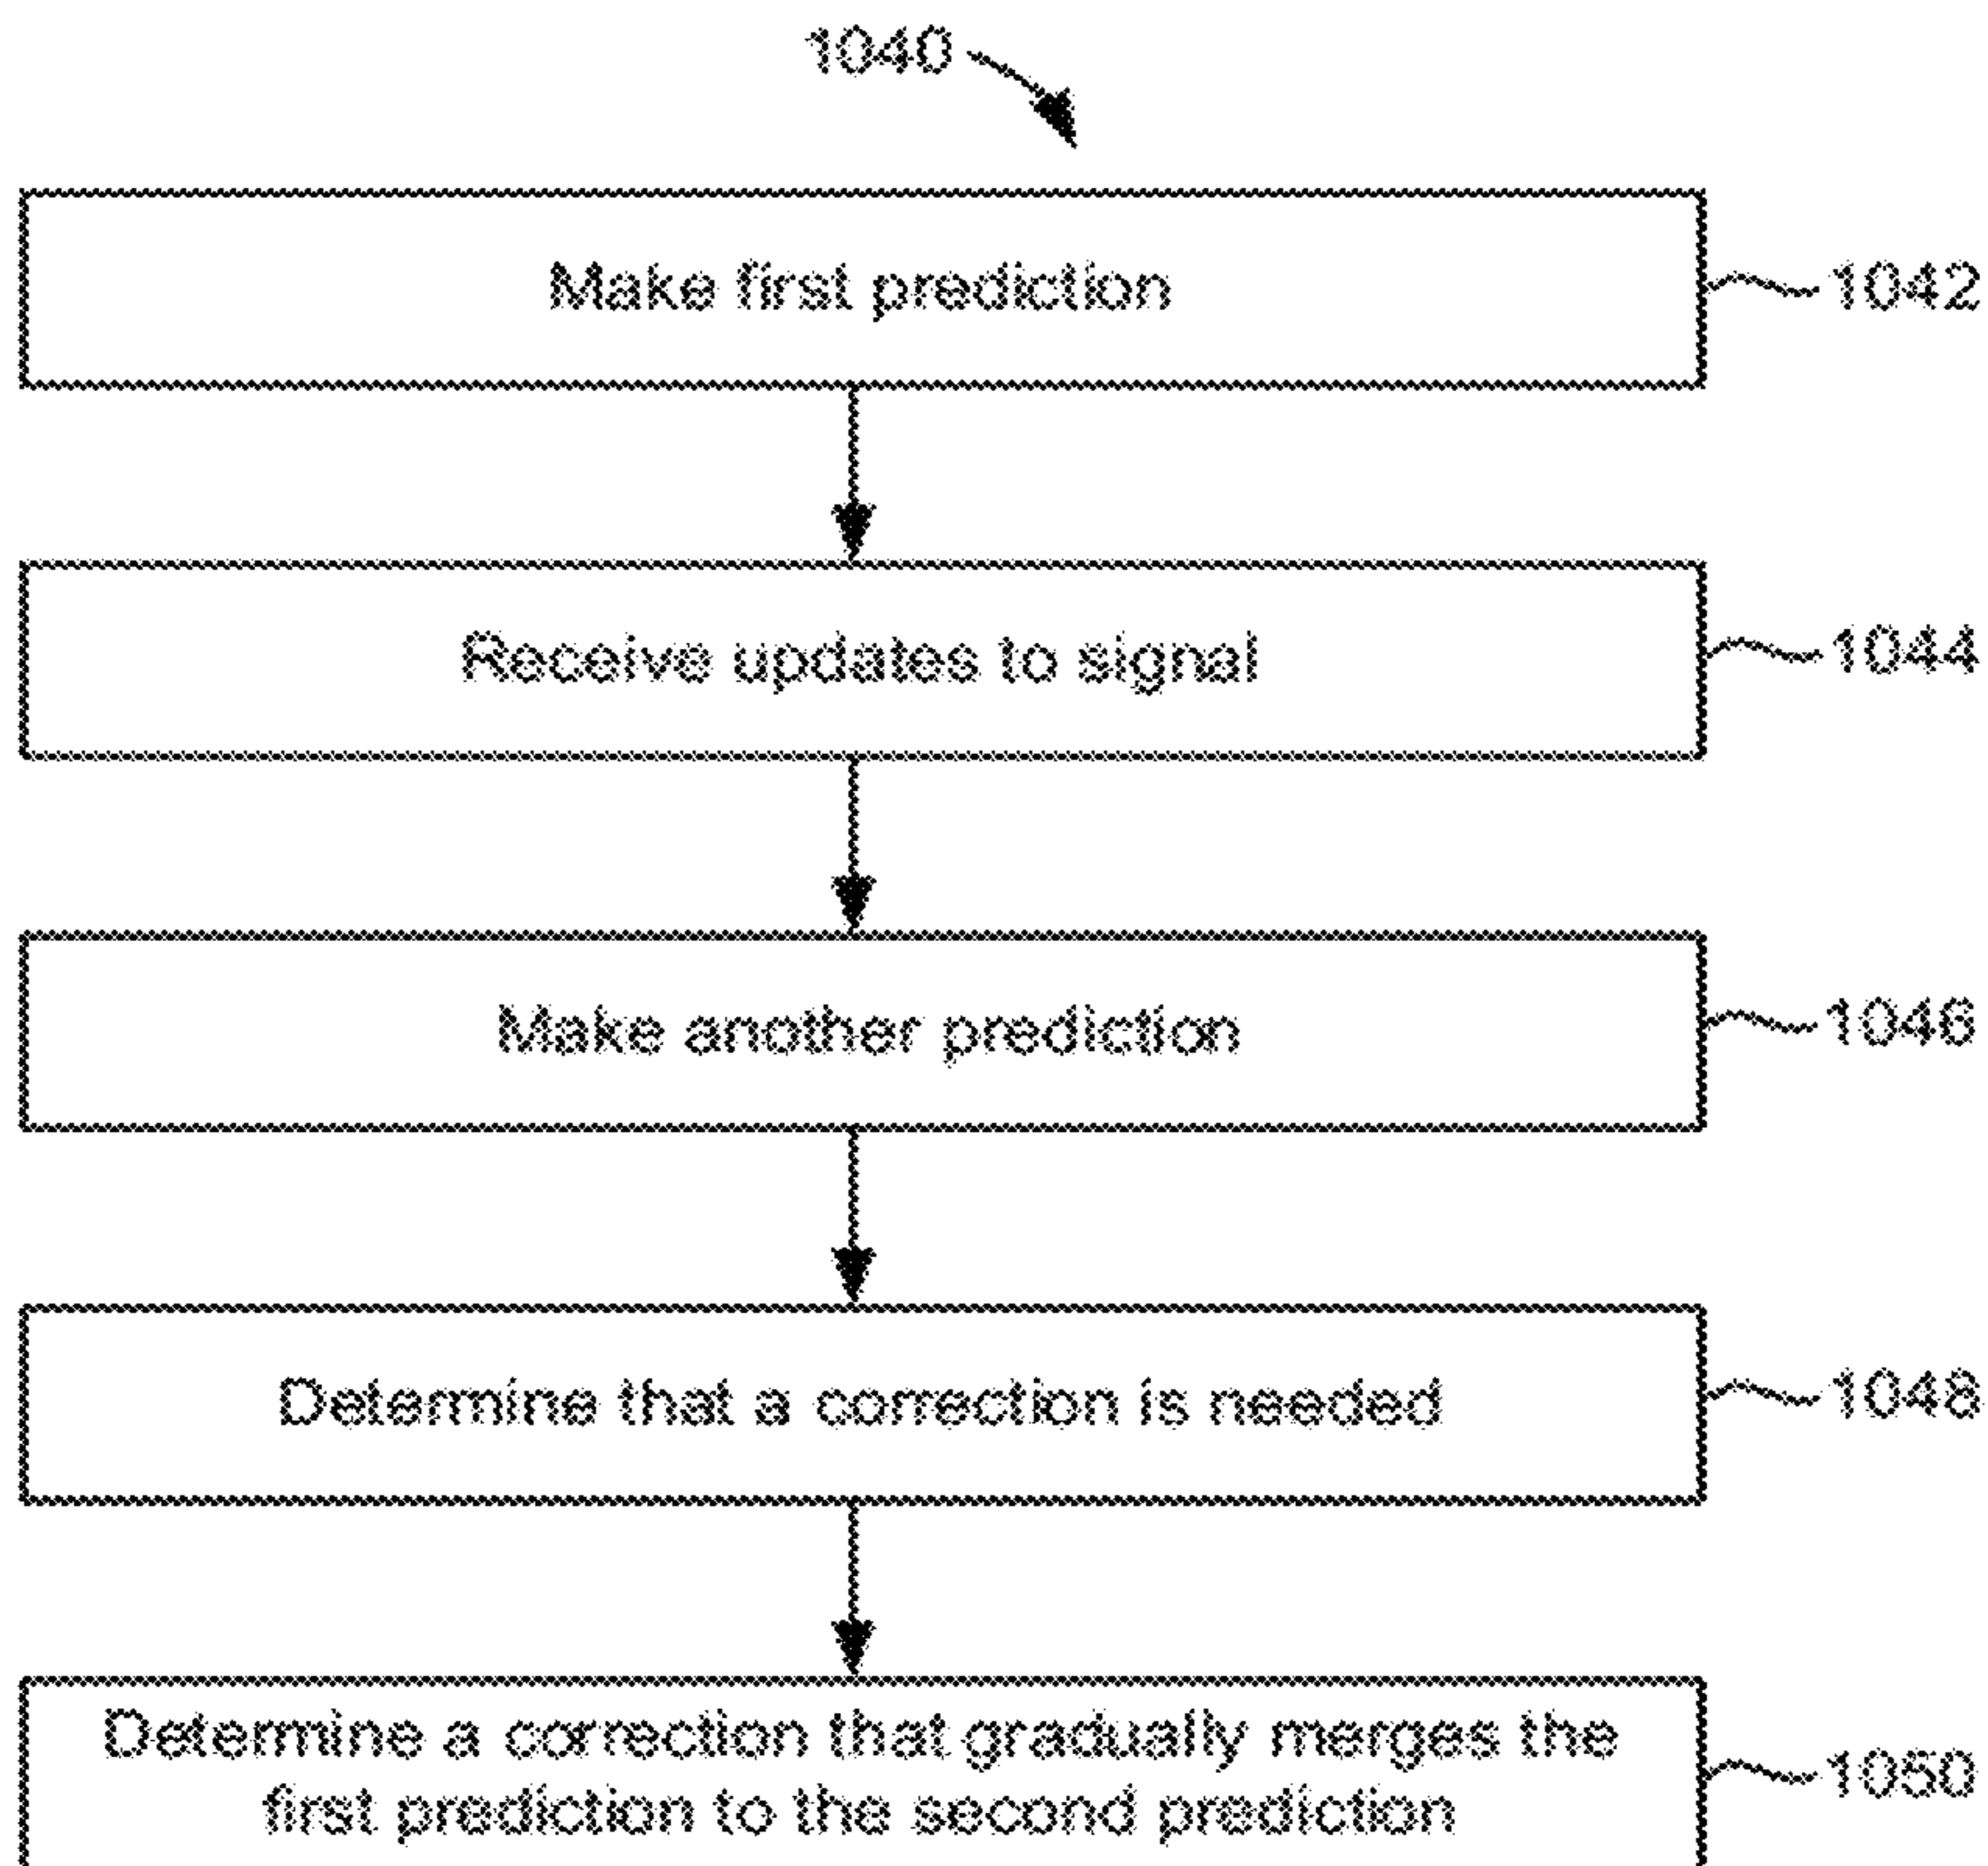 1040
Make first prediction
1042
Receive updates to signal
1044
Make another prediction
1046
Determine that a correction is needed
1048
Determine a correction that gradually merges the
first prediction to the second prediction
1050